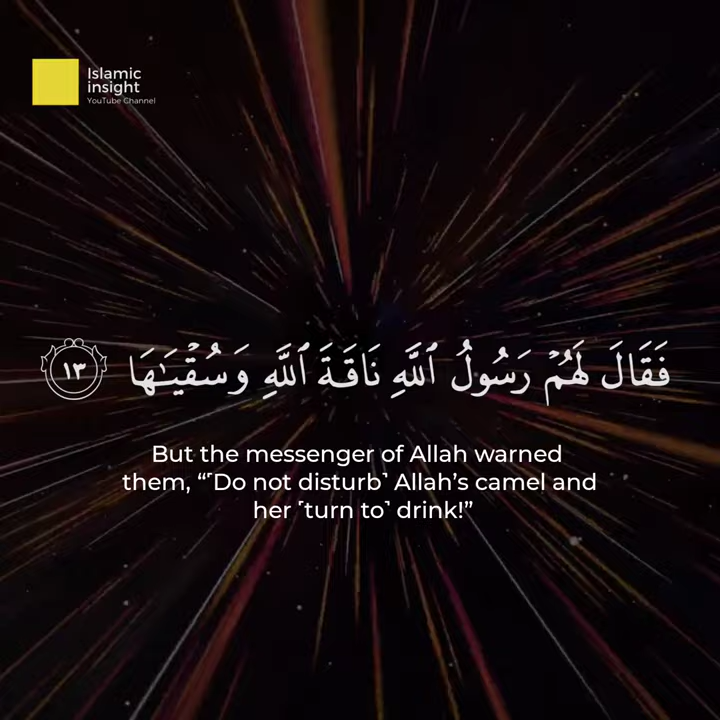 Islamic
insight
YouTube Channel
فَقَالَ لَهُمْ رَسُولُ ٱللَّهِ نَاقَةَ ٱللَّهِ وَسُقْيَـٰهَا ١٣
But the messenger of Allah warned
them, “˹Do not disturb˺ Allah’s camel and
her ˹turn to˺ drink!”